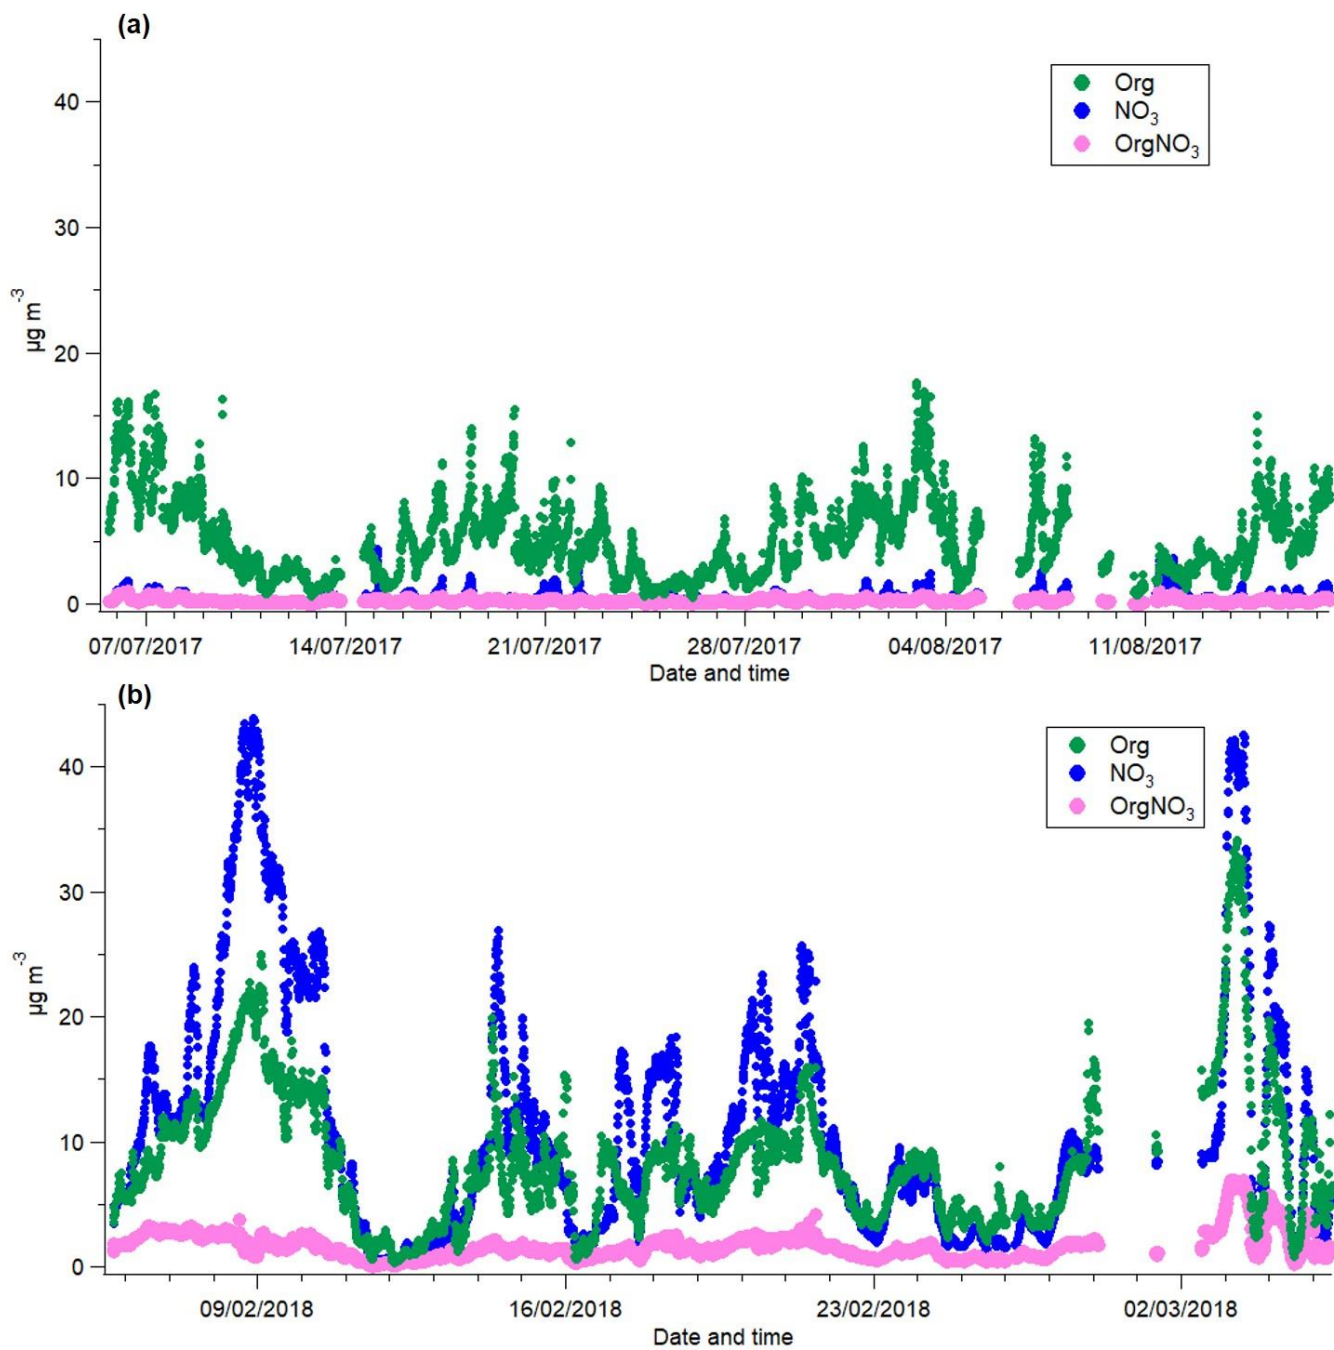 (a)
Org
NO₃
OrgNO₃
40
30
20
10
0
µg m⁻³
07/07/2017 14/07/2017 21/07/2017 28/07/2017 04/08/2017 11/08/2017
Date and time
(b)
Org
NO₃
OrgNO₃
40
30
20
10
0
µg m⁻³
09/02/2018 16/02/2018 23/02/2018 02/03/2018
Date and time